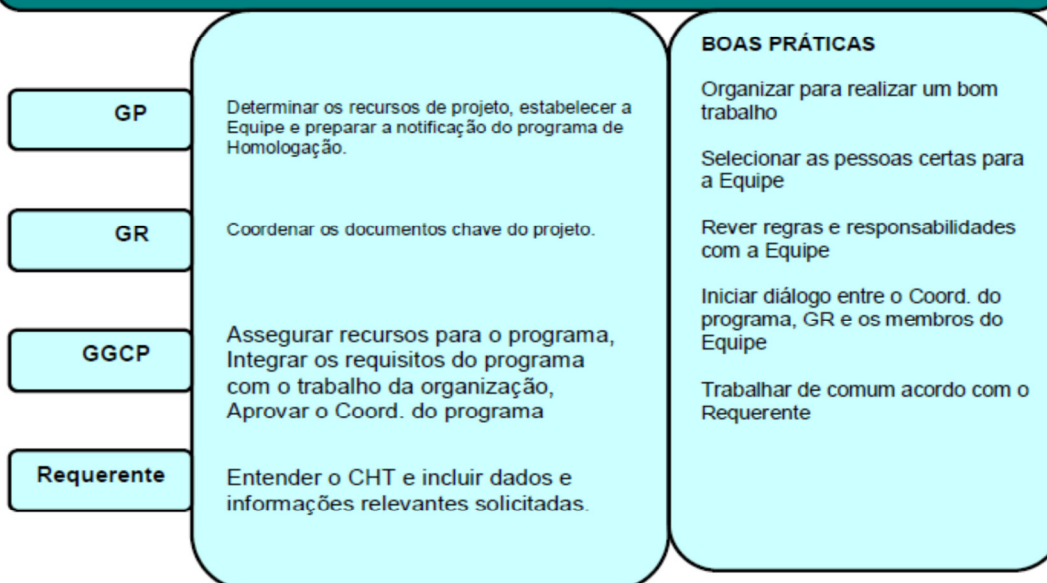 GP
Determinar os recursos de projeto, estabelecer a
Equipe e preparar a notificação do programa de
Homologação.
GR
Coordenar os documentos chave do projeto.
GGCP
Assegurar recursos para o programa,
Integrar os requisitos do programa
com o trabalho da organização,
Aprovar o Coord. do programa
Requerente
Entender o CHT e incluir dados e
informações relevantes solicitadas.
BOAS PRÁTICAS
Organizar para realizar um bom
trabalho
Selecionar as pessoas certas para
a Equipe
Rever regras e responsabilidades
com a Equipe
Iniciar diálogo entre o Coord. do
programa, GR e os membros do
Equipe
Trabalhar de comum acordo com o
Requerente